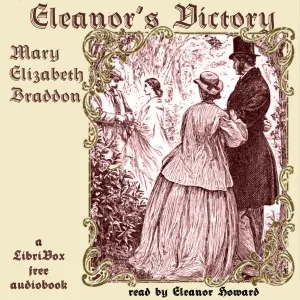 Eleanor's Victory
Mary
Elizabeth
Braddon
a
LibriVox
free
audiobook
read by Eleanor Howard